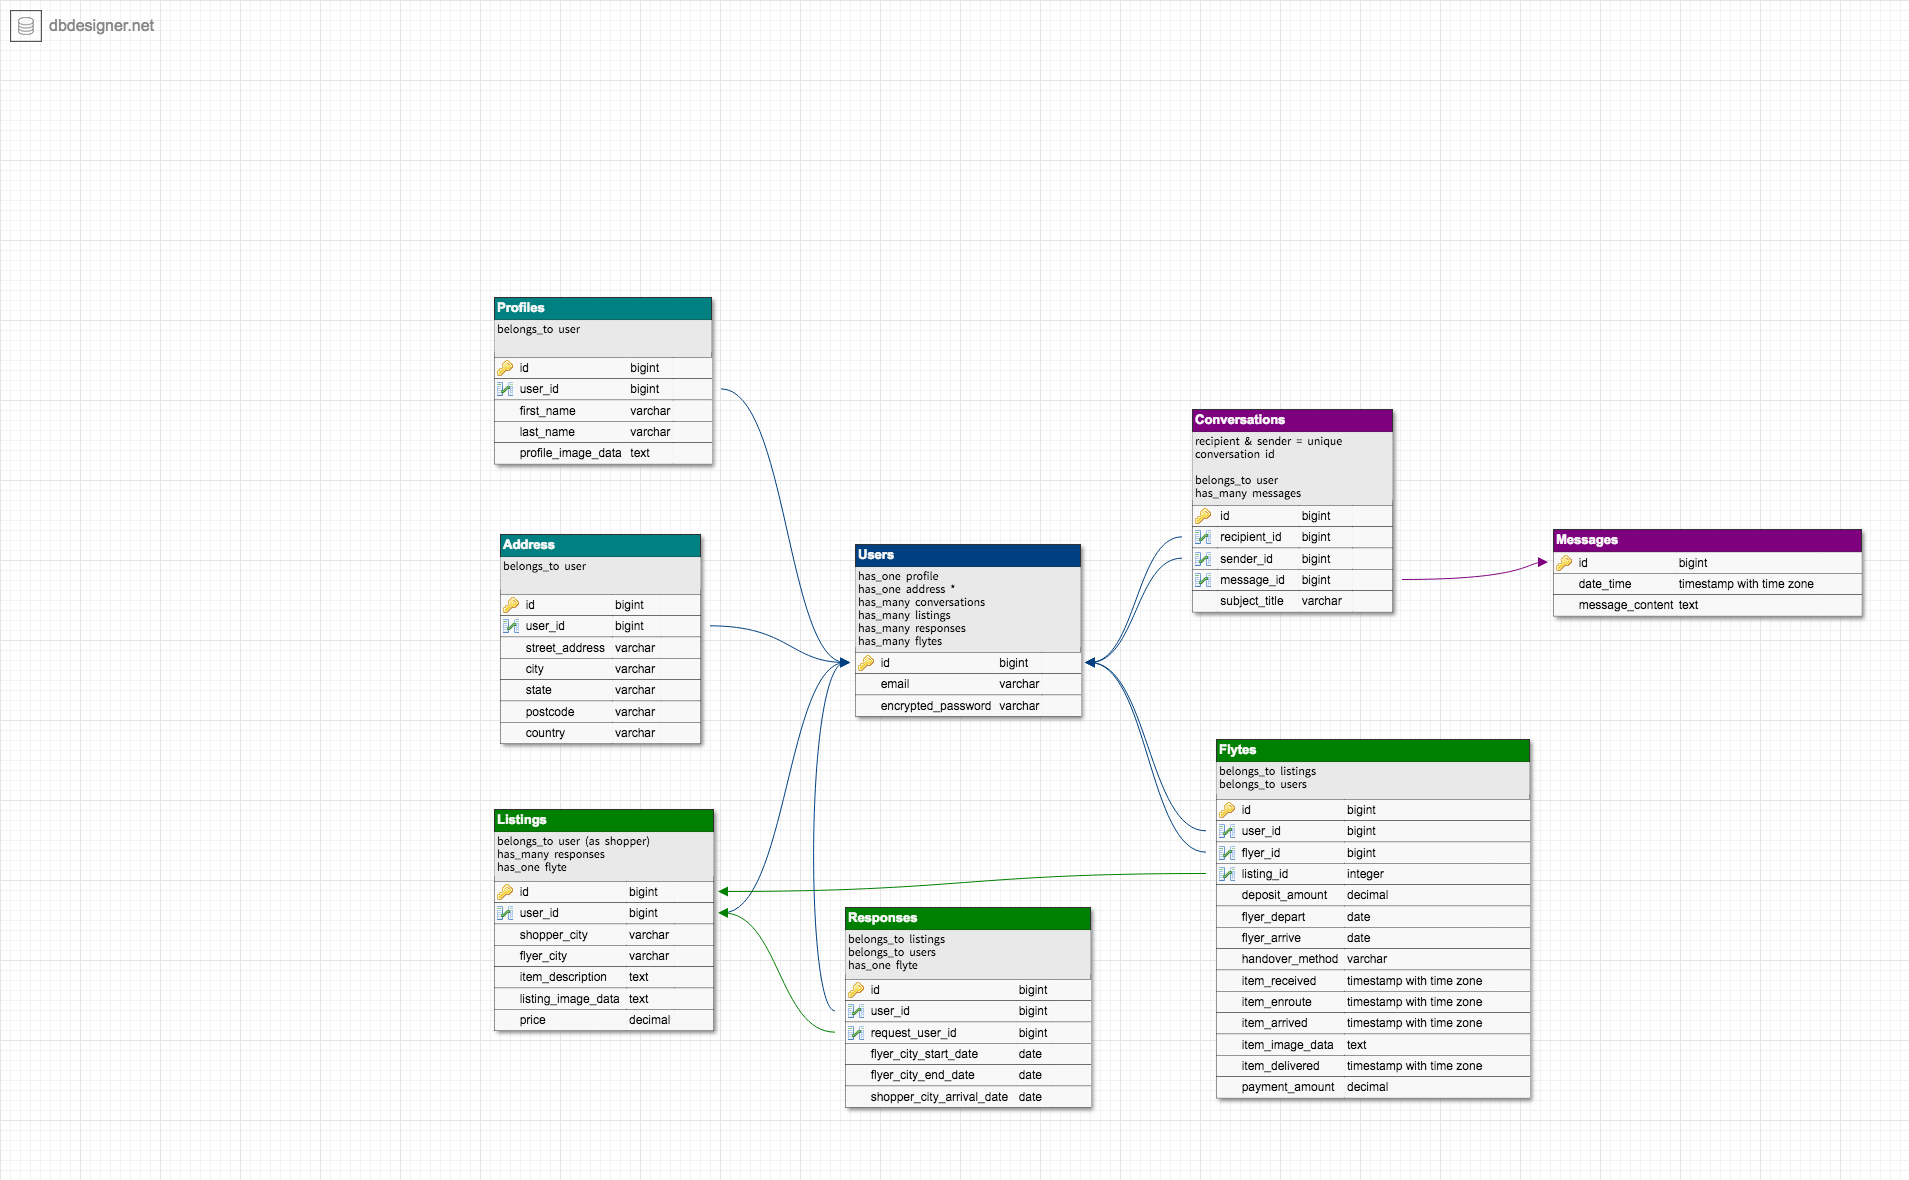 dbdesigner.net
Profiles
belongs_to user
id bigint
user_id bigint
first_name varchar
last_name varchar
profile_image_data text
Address
belongs_to user
id bigint
user_id bigint
street_address varchar
city varchar
state varchar
postcode varchar
country varchar
Listings
belongs_to user (as shopper)
has_many responses
has_one flyte
id bigint
user_id bigint
shopper_city varchar
flyer_city varchar
item_description text
listing_image_data text
price decimal
Users
has_one profile
has_one address *
has_many conversations
has_many listings
has_many responses
has_many flytes
id bigint
email varchar
encrypted_password varchar
Responses
belongs_to listings
belongs_to users
has_one flyte
id bigint
user_id bigint
request_user_id bigint
flyer_city_start_date date
flyer_city_end_date date
shopper_city_arrival_date date
Conversations
recipient & sender = unique
conversation id
belongs_to user
has_many messages
id bigint
recipient_id bigint
sender_id bigint
message_id bigint
subject_title varchar
Messages
id bigint
date_time timestamp with time zone
message_content text
Flytes
belongs_to listings
belongs_to users
id bigint
user_id bigint
flyer_id bigint
listing_id integer
deposit_amount decimal
flyer_depart date
flyer_arrive date
handover_method varchar
item_received timestamp with time zone
item_enroute timestamp with time zone
item_arrived timestamp with time zone
item_image_data text
item_delivered timestamp with time zone
payment_amount decimal